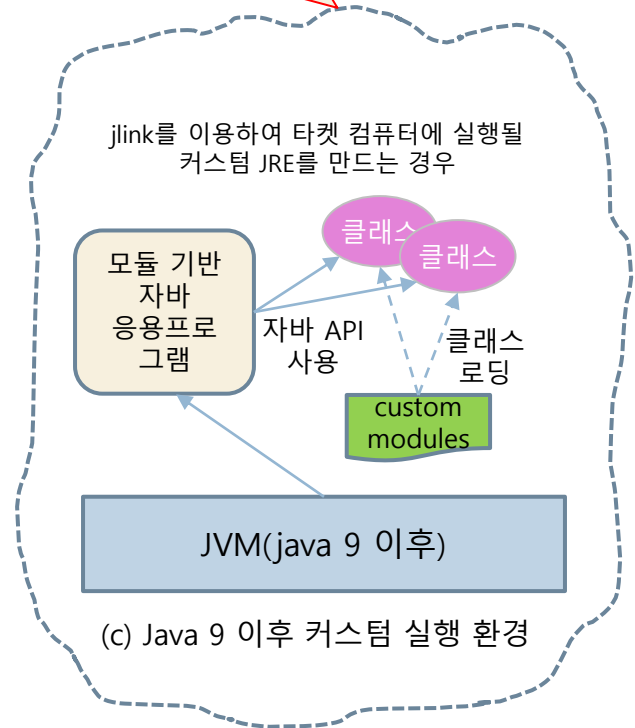 jlink를 이용하여 타켓 컴퓨터에 실행될
커스텀 JRE를 만드는 경우
클래스
클래스
모듈 기반
자바
응용프로
그램
자바 API
사용
클래스
로딩
custom
modules
JVM(java 9 이후)
(c) Java 9 이후 커스텀 실행 환경